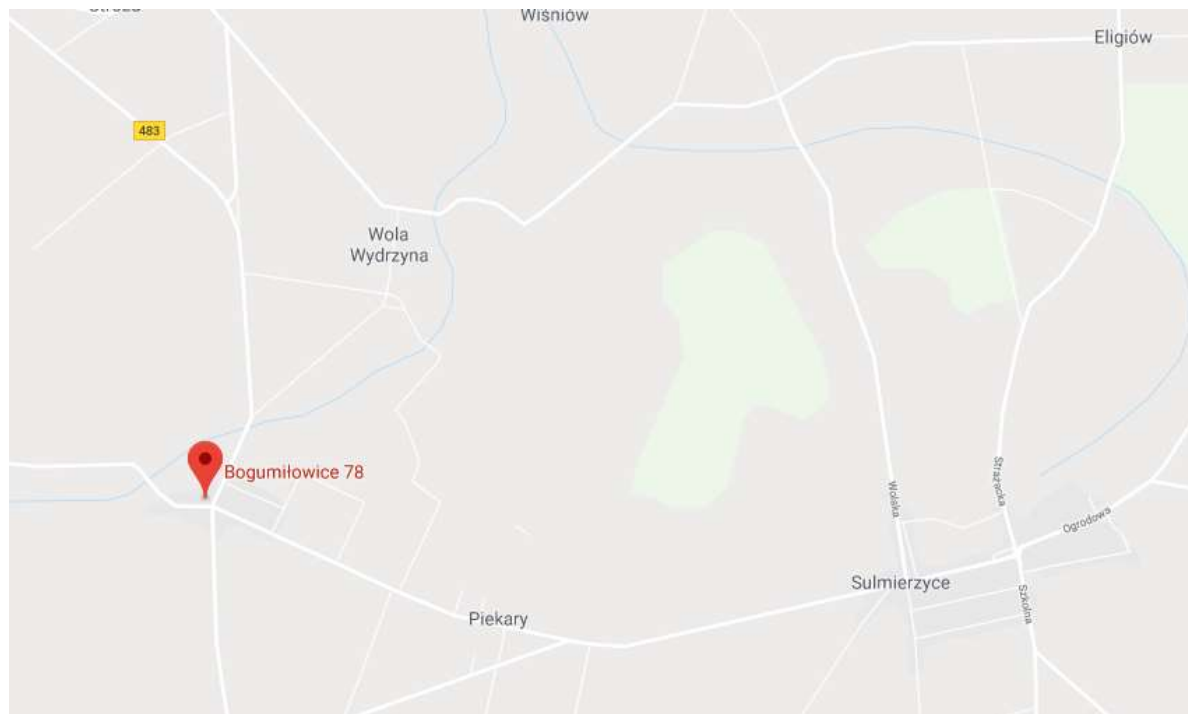 Wiśniów
Eligiów
483
Wola
Wydrzyna
Bogumiłowice 78
Wolska
Strażacka
Ogrodowa
Sulmierzyce
Szkolna
Piekary